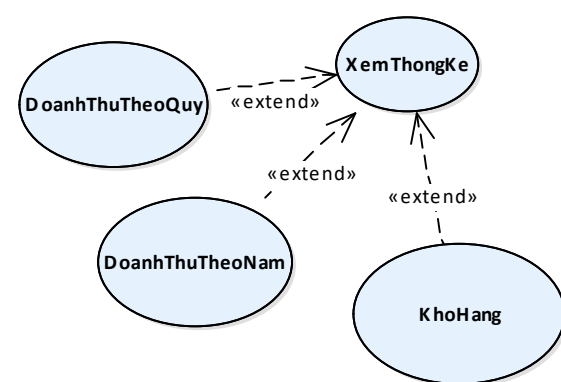 XemThongKe
DoanhThuTheoQuy
«extend»
«extend»
«extend»
DoanhThuTheoNam
KhoHang